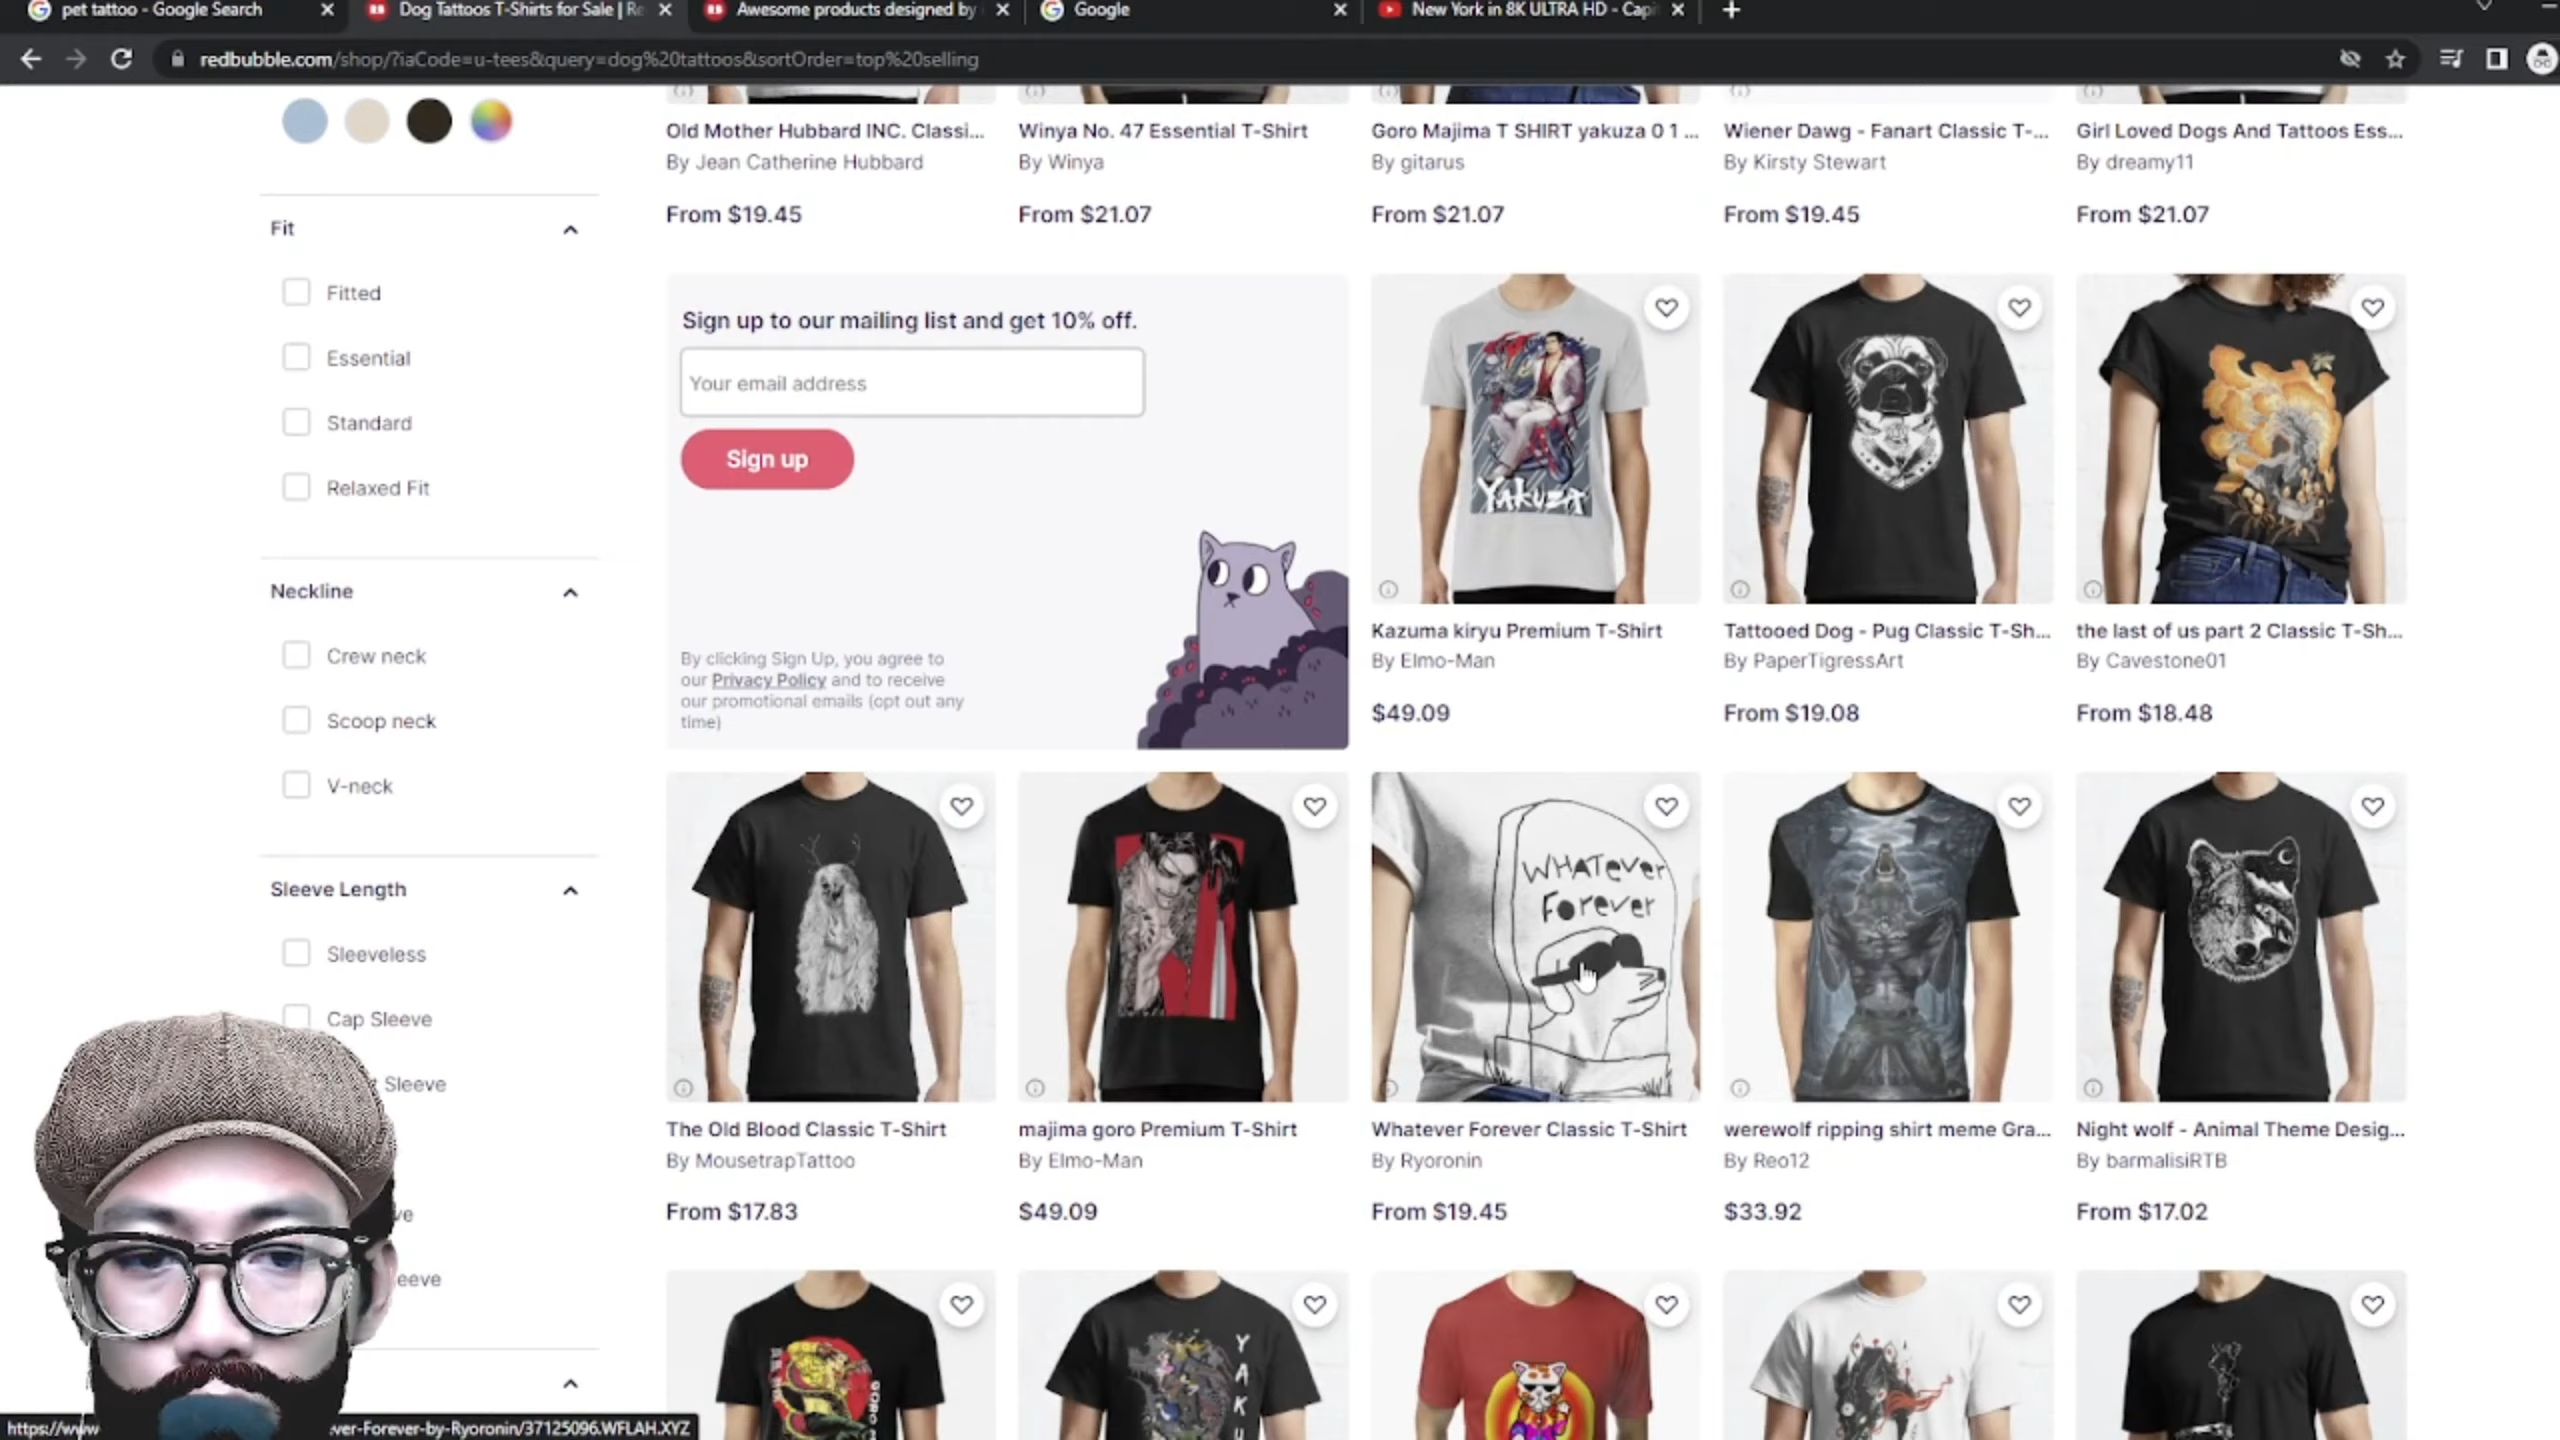 pet tattoo - Google Search
Dog Tattoos T-Shirts for Sale | Re
Awesome products designed by
Google
New York in 8K ULTRA HD - Capi
redbubble.com/shop/?iaCode=u-tees&query=dog%20tattoos&sortOrder=top%20selling
Old Mother Hubbard INC. Classi...
By Jean Catherine Hubbard
From $19.45
Winya No. 47 Essential T-Shirt
By Winya
From $21.07
Goro Majima T SHIRT yakuza 0 1 ...
By gitarus
From $21.07
Wiener Dawg - Fanart Classic T-...
By Kirsty Stewart
From $19.45
Girl Loved Dogs And Tattoos Ess...
By dreamy11
From $21.07
Fit
Fitted
Essential
Standard
Relaxed Fit
Neckline
Crew neck
Scoop neck
V-neck
Sleeve Length
Sleeveless
Cap Sleeve
Sleeve
ve
eeve
Sign up to our mailing list and get 10% off.
Your email address
Sign up
By clicking Sign Up, you agree to
our Privacy Policy and to receive
our promotional emails (opt out any
time)
Yakuza
Kazuma kiryu Premium T-Shirt
By Elmo-Man
$49.09
Tattooed Dog - Pug Classic T-Sh...
By PaperTigressArt
From $19.08
the last of us part 2 Classic T-Sh...
By Cavestone01
From $18.48
The Old Blood Classic T-Shirt
By MousetrapTattoo
From $17.83
majima goro Premium T-Shirt
By Elmo-Man
$49.09
WHATever
Forever
Whatever Forever Classic T-Shirt
By Ryoronin
From $19.45
werewolf ripping shirt meme Gra...
By Reo12
$33.92
Night wolf - Animal Theme Desig...
By barmalisiRTB
From $17.02
GORO
YAKU
https://www
ver-Forever-by-Ryoronin/37125096.WFLAH.XYZ